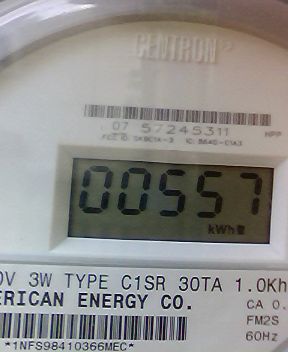 CENTRON
07 57245311
HPP
00557
kWh
0V 3W TYPE C1SR 30TA 1.0Kh
ERICAN ENERGY CO.
CA 0.
FM2S
60Hz
*1NFS98410366MEC*